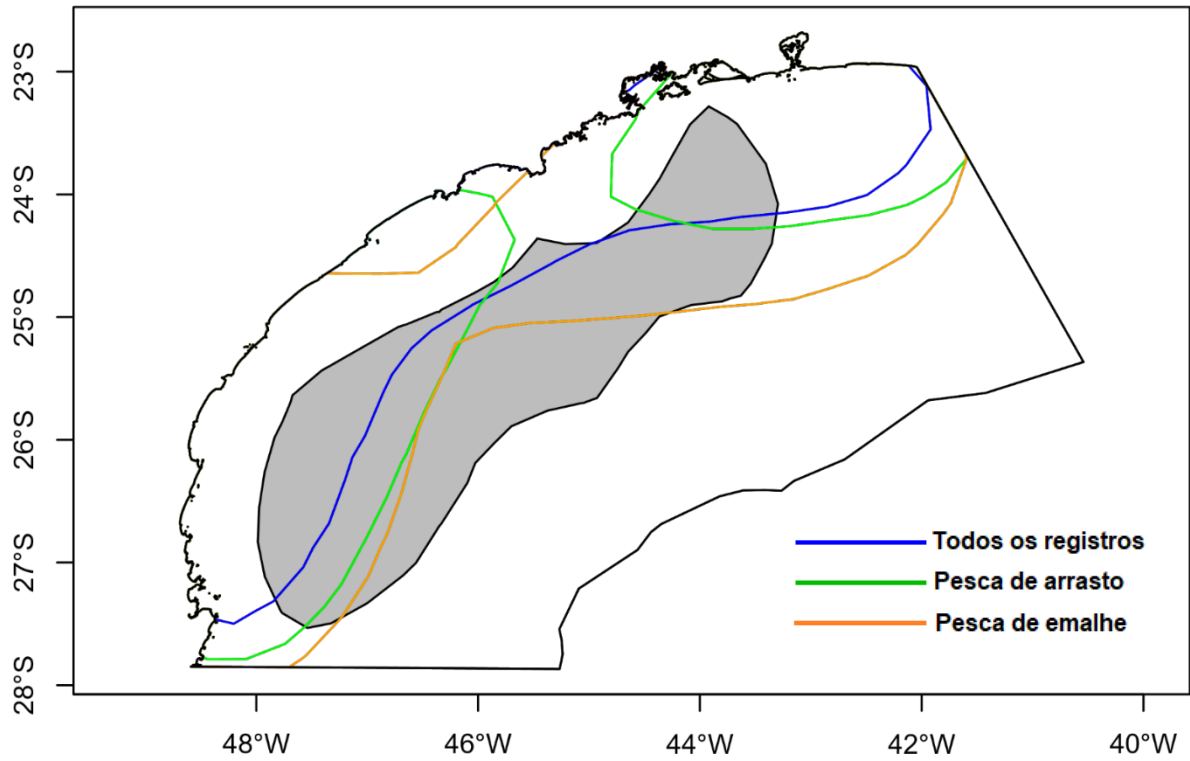 23°S
24°S
25°S
26°S
27°S
28°S
Todos os registros
Pesca de arrasto
Pesca de emalhe
48°W
46°W
44°W
42°W
40°W